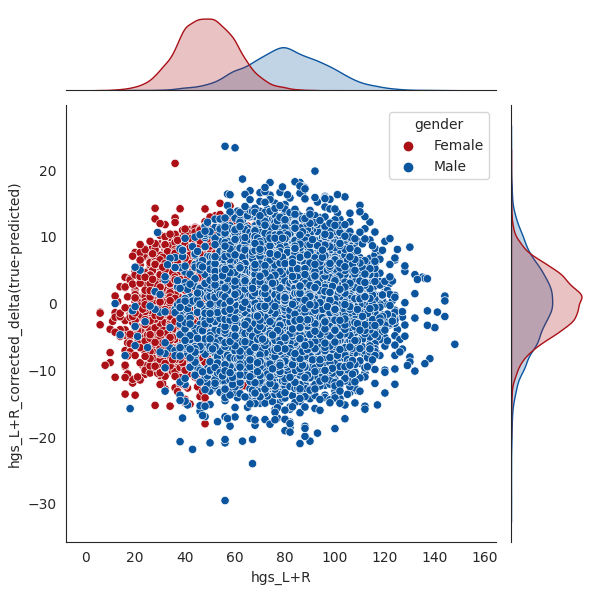 gender
Female
Male
20
10
0
−10
−20
−30
hgs_L+R_corrected_delta(true-predicted)
0 20 40 60 80 100 120 140 160
hgs_L+R